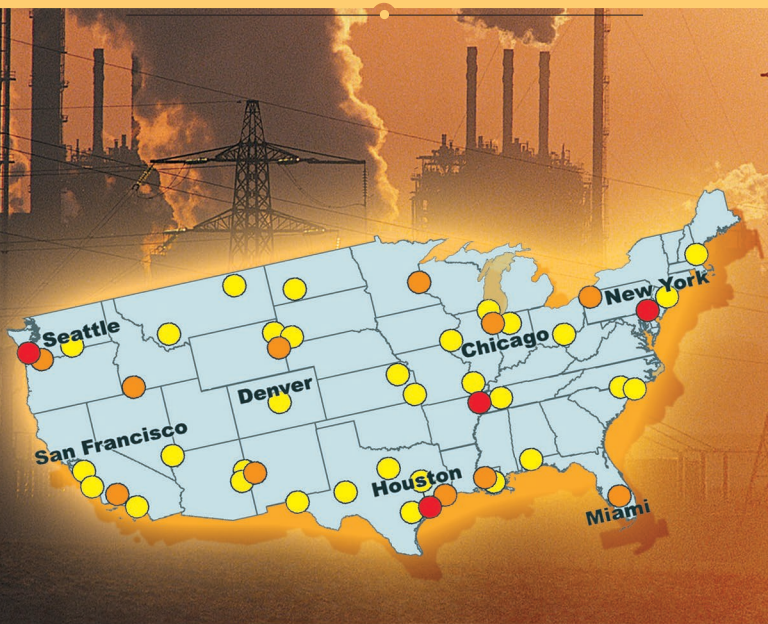 Seattle
New York
Chicago
Denver
San Francisco
Houston
Miami